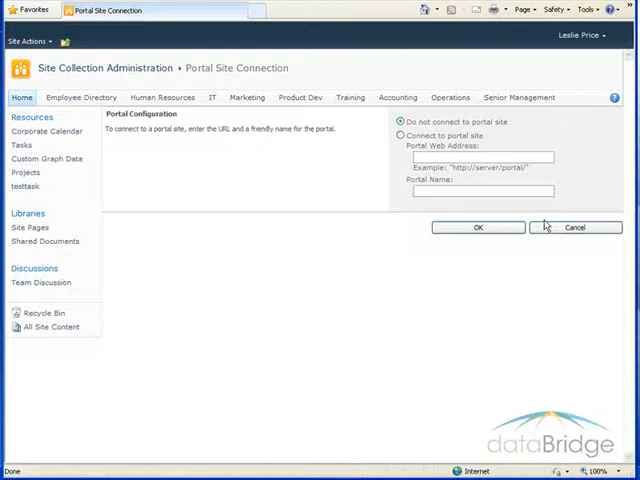 Favorites
Portal Site Connection
Page
Safety
Tools
Site Actions
Leslie Price
Site Collection Administration ▸ Portal Site Connection
Home Employee Directory Human Resources IT Marketing Product Dev Training Accounting Operations Senior Management
Resources
Corporate Calendar
Tasks
Custom Graph Data
Projects
testtask
Libraries
Site Pages
Shared Documents
Discussions
Team Discussion
Recycle Bin
All Site Content
Portal Configuration
To connect to a portal site, enter the URL and a friendly name for the portal.
Do not connect to portal site
Connect to portal site
Portal Web Address:
Example: "http://server/portal/"
Portal Name:
OK Cancel
dataBridge
Done
Internet
100%